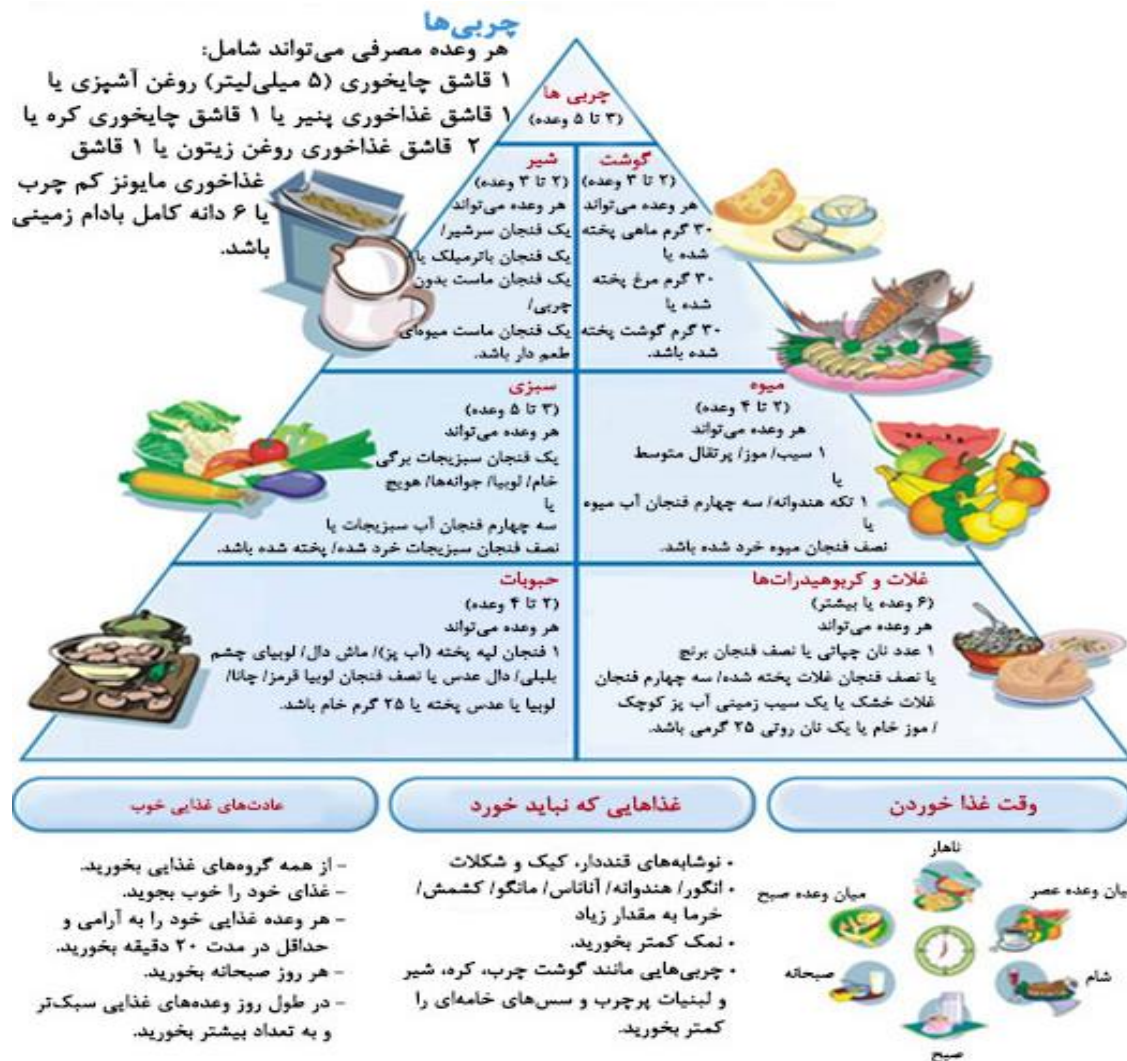 چربی‌ها
هر وعده مصرفی می‌تواند شامل:
۱ قاشق چایخوری (۵ میلی‌لیتر) روغن آشپزی یا
۱ قاشق غذاخوری پنیر یا ۱ قاشق چایخوری کره یا
۲ قاشق غذاخوری روغن زیتون یا ۱ قاشق
غذاخوری مایونز کم چرب
یا ۶ دانه کامل بادام زمینی
باشد.
چربی ها
(۳ تا ۵ وعده)
گوشت
(۲ تا ۳ وعده)
هر وعده می‌تواند
۳۰ گرم ماهی پخته
شده یا
۳۰ گرم مرغ پخته
شده یا
۳۰ گرم گوشت پخته
شده باشد.
شیر
(۲ تا ۳ وعده)
هر وعده می‌تواند
یک فنجان سرشیر/
یک فنجان باترمیلک یا
یک فنجان ماست بدون
چربی/
یک فنجان ماست میوه‌ای
طعم دار باشد.
میوه
(۲ تا ۴ وعده)
هر وعده می‌تواند
۱ سیب/ موز/ پرتقال متوسط
یا
۱ تکه هندوانه/ سه چهارم فنجان آب میوه
یا
نصف فنجان میوه خرد شده باشد.
سبزی
(۳ تا ۵ وعده)
هر وعده می‌تواند
یک فنجان سبزیجات برگی
خام/ لوبیا/ جوانه‌ها/ هویج
یا
سه چهارم فنجان آب سبزیجات یا
نصف فنجان سبزیجات خرد شده/ پخته شده باشد.
غلات و کربوهیدرات‌ها
(۶ وعده یا بیشتر)
هر وعده می‌تواند
۱ عدد نان چپاتی یا نصف فنجان برنج
یا نصف فنجان غلات پخته شده/ سه چهارم فنجان
غلات خشک یا یک سیب زمینی آب پز کوچک
/ موز خام یا یک نان روتی ۲۵ گرمی باشد.
حبوبات
(۲ تا ۴ وعده)
هر وعده می‌تواند
۱ فنجان لپه پخته (آب پز)/ ماش دال/ لوبیای چشم
بلبلی/ دال عدس یا نصف فنجان لوبیا قرمز/ چانا/
لوبیا یا عدس پخته یا ۲۵ گرم خام باشد.
وقت غذا خوردن
ناهار
میان وعده صبح
یان وعده عصر
صبحانه
شام
صبح
غذاهایی که نباید خورد
• نوشابه‌های قنددار، کیک و شکلات
• انگور/ هندوانه/ آناناس/ مانگو/ کشمش/
خرما به مقدار زیاد
• نمک کمتر بخورید.
• چربی‌هایی مانند گوشت چرب، کره، شیر
و لبنیات پرچرب و سس‌های خامه‌ای را
کمتر بخورید.
عادت‌های غذایی خوب
- از همه گروه‌های غذایی بخورید.
- غذای خود را خوب بجوید.
- هر وعده غذایی خود را به آرامی و
حداقل در مدت ۲۰ دقیقه بخورید.
- هر روز صبحانه بخورید.
- در طول روز وعده‌های غذایی سبک‌تر
و به تعداد بیشتر بخورید.